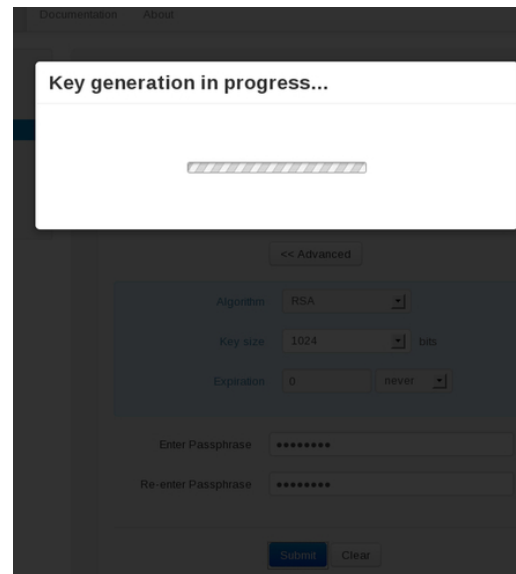 Documentation About
Key generation in progress...
<< Advanced
Algorithm RSA
Key size 1024 bits
Expiration 0 never
Enter Passphrase ••••••••
Re-enter Passphrase ••••••••
Submit Clear